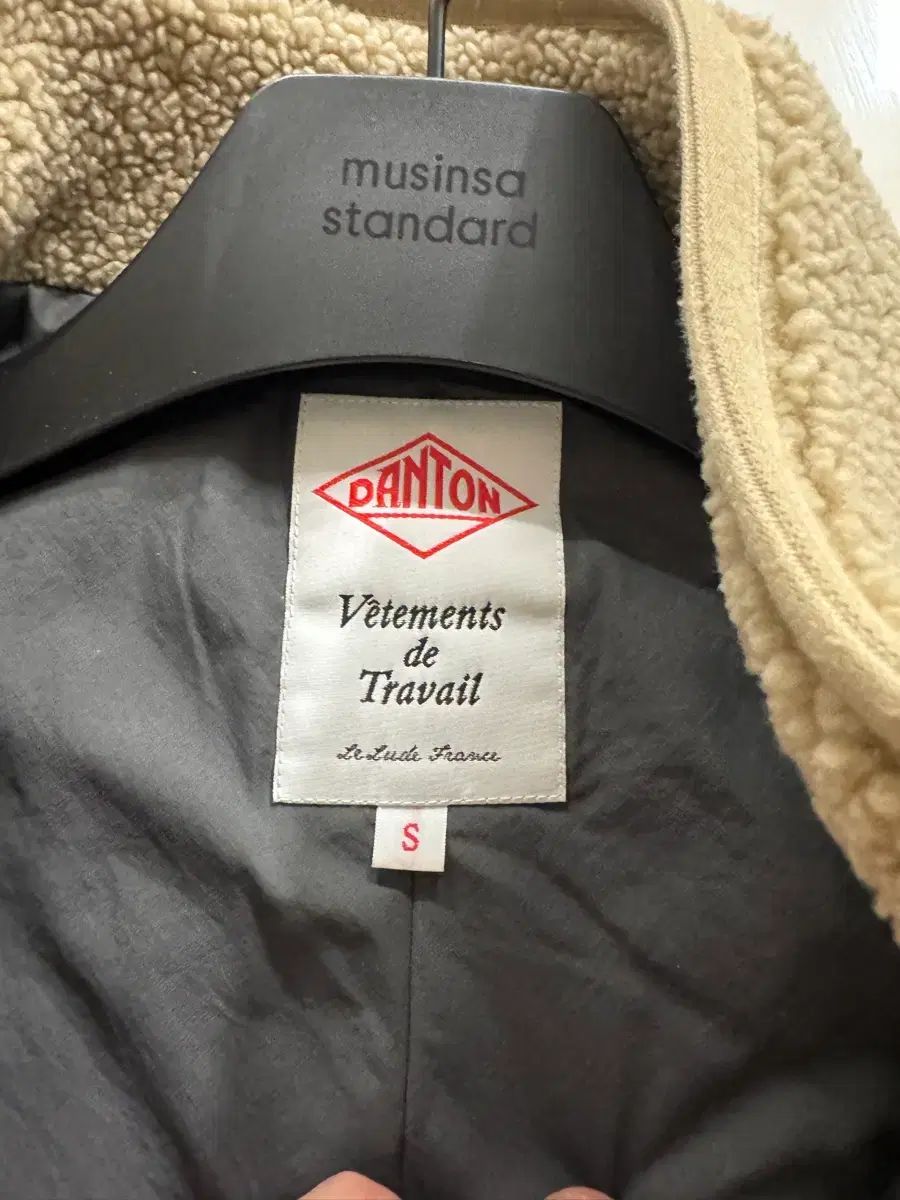 musinsa
standard
DANTON
Vêtements
de
Travail
Le Lude France
S